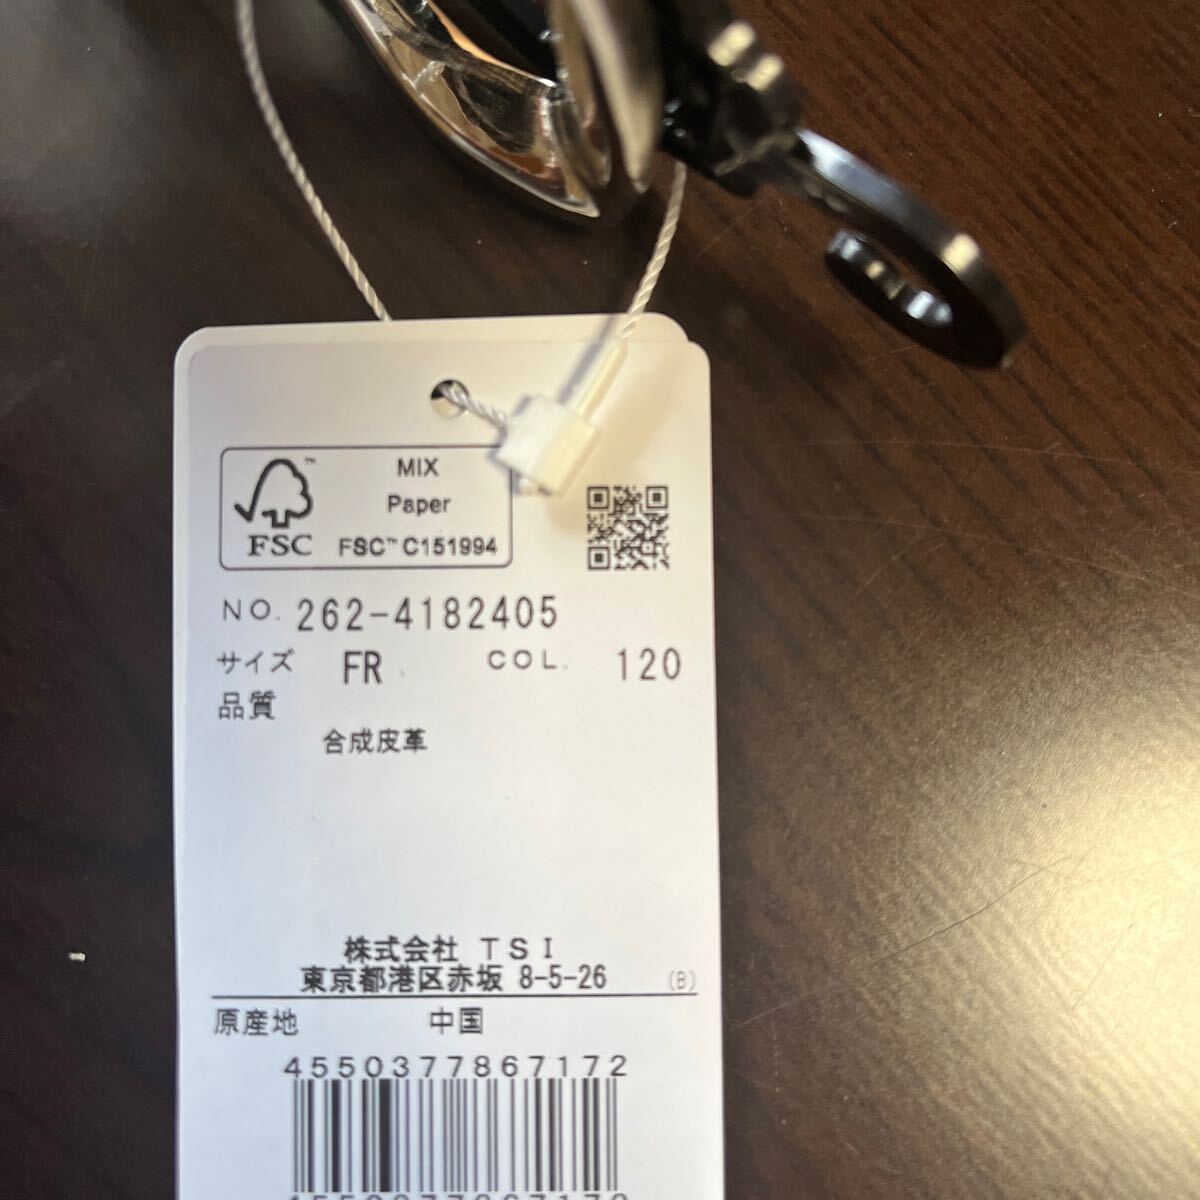 MIX
Paper
FSC™ FSC™ C151994
NO. 262-4182405
サイズ FR COL. 120
品質
合成皮革
株式会社 TSI
東京都港区赤坂 8-5-26 (B)
原産地 中国
4550377867172